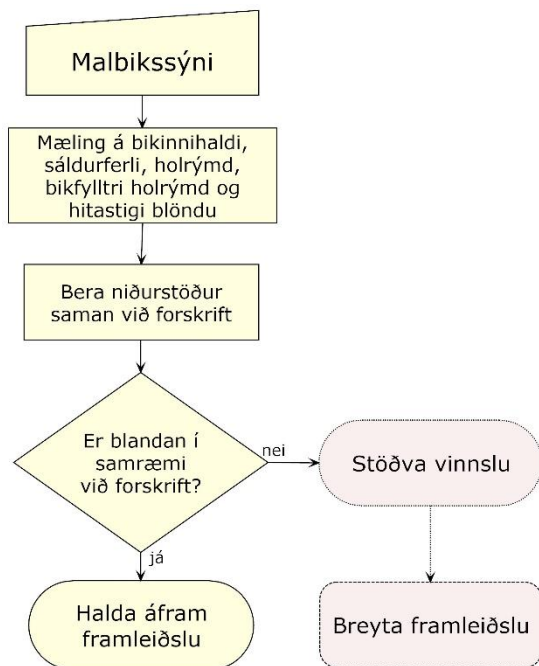 Malbikssýni
Mæling á bikinnihaldi,
sáldurferli, holrýmd,
bikfylltri holrýmd og
hitastigi blöndu
Bera niðurstöður
saman við forskrift
Er blandan í
samræmi
við forskrift?
nei
Stöðva vinnslu
já
Halda áfram
framleiðslu
Breyta framleiðslu